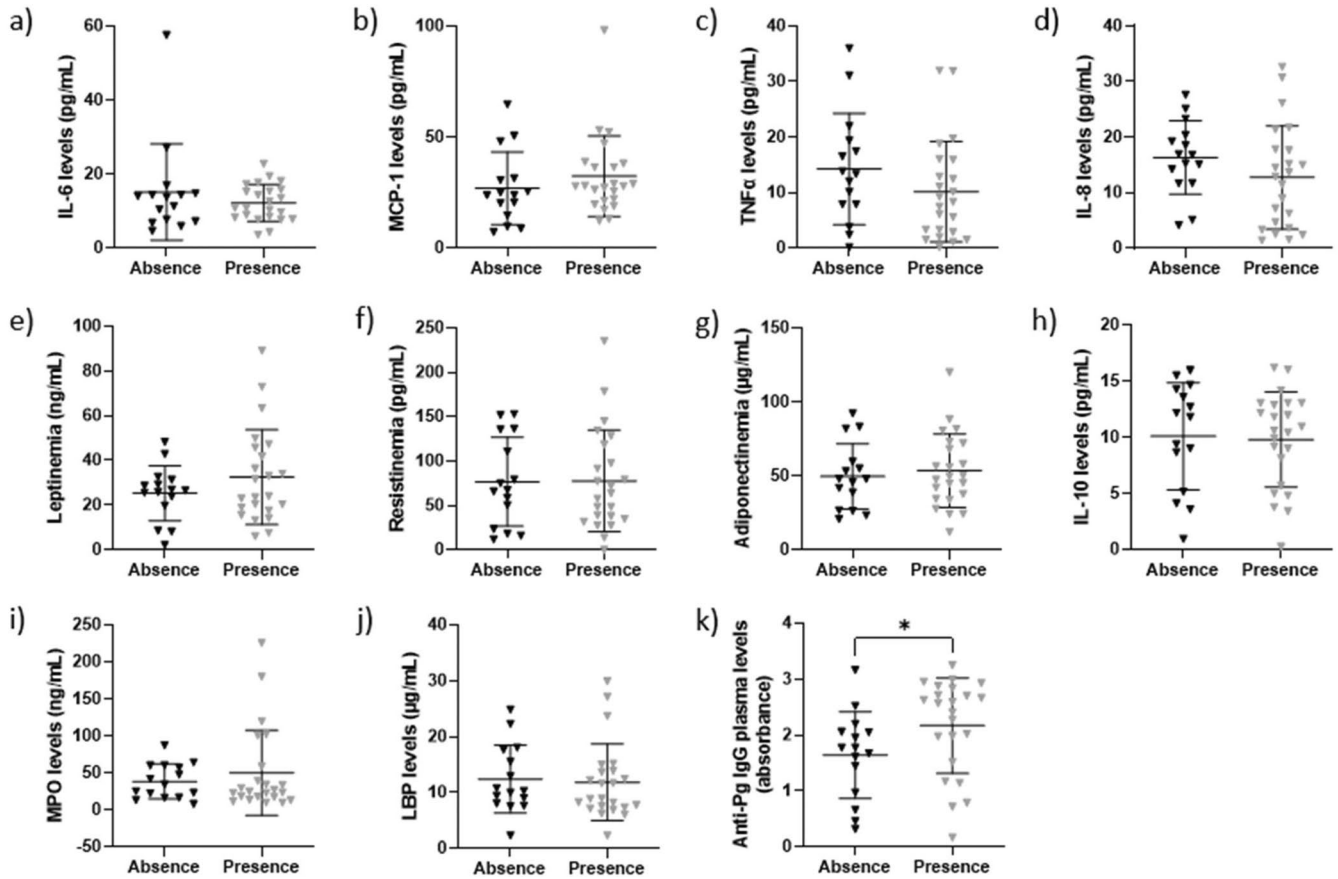 a)
IL-6 levels (pg/mL)
60
40
20
0
Absence Presence
b)
MCP-1 levels (pg/mL)
100
50
0
Absence Presence
c)
TNFα levels (pg/mL)
40
30
20
10
0
Absence Presence
d)
IL-8 levels (pg/mL)
40
30
20
10
0
Absence Presence
e)
Leptinemia (ng/mL)
100
80
60
40
20
0
Absence Presence
f)
Resistinemia (pg/mL)
250
200
150
100
50
0
Absence Presence
g)
Adiponectinemia (µg/mL)
150
100
50
0
Absence Presence
h)
IL-10 levels (pg/mL)
20
15
10
5
0
Absence Presence
i)
MPO levels (ng/mL)
250
200
150
100
50
0
-50
Absence Presence
j)
LBP levels (µg/mL)
40
30
20
10
0
Absence Presence
k)
Anti-Pg IgG plasma levels
(absorbance)
4
3
2
1
0
*
Absence Presence